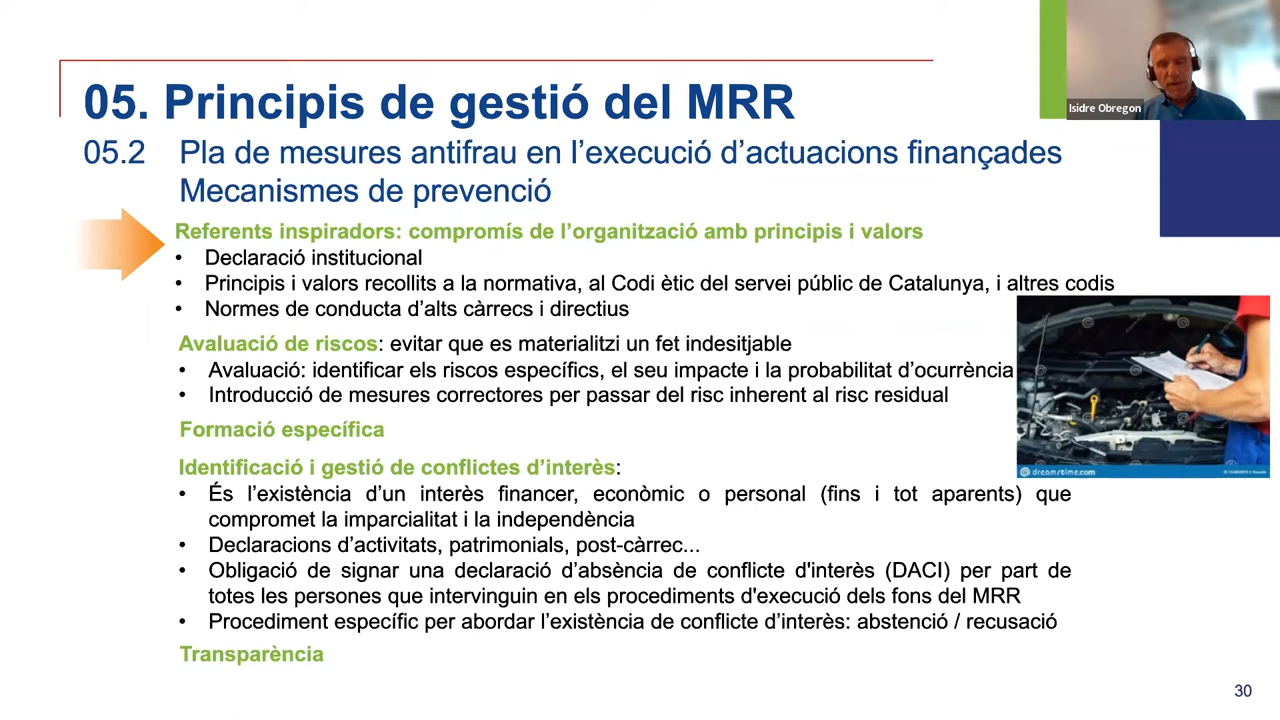 05. Principis de gestió del MRR
05.2 Pla de mesures antifrau en l’execució d’actuacions finançades
Mecanismes de prevenció
Isidre Obregon
Referents inspiradors: compromís de l’organització amb principis i valors
• Declaració institucional
• Principis i valors recollits a la normativa, al Codi ètic del servei públic de Catalunya, i altres codis
• Normes de conducta d’alts càrrecs i directius
Avaluació de riscos: evitar que es materialitzi un fet indesitjable
• Avaluació: identificar els riscos específics, el seu impacte i la probabilitat d’ocurrència
• Introducció de mesures correctores per passar del risc inherent al risc residual
Formació específica
dreamstime.com
Identificació i gestió de conflictes d’interès:
• És l’existència d’un interès financer, econòmic o personal (fins i tot aparents) que
compromet la imparcialitat i la independència
• Declaracions d’activitats, patrimonials, post-càrrec...
• Obligació de signar una declaració d’absència de conflicte d'interès (DACI) per part de
totes les persones que intervinguin en els procediments d'execució dels fons del MRR
• Procediment específic per abordar l’existència de conflicte d’interès: abstenció / recusació
Transparència
30